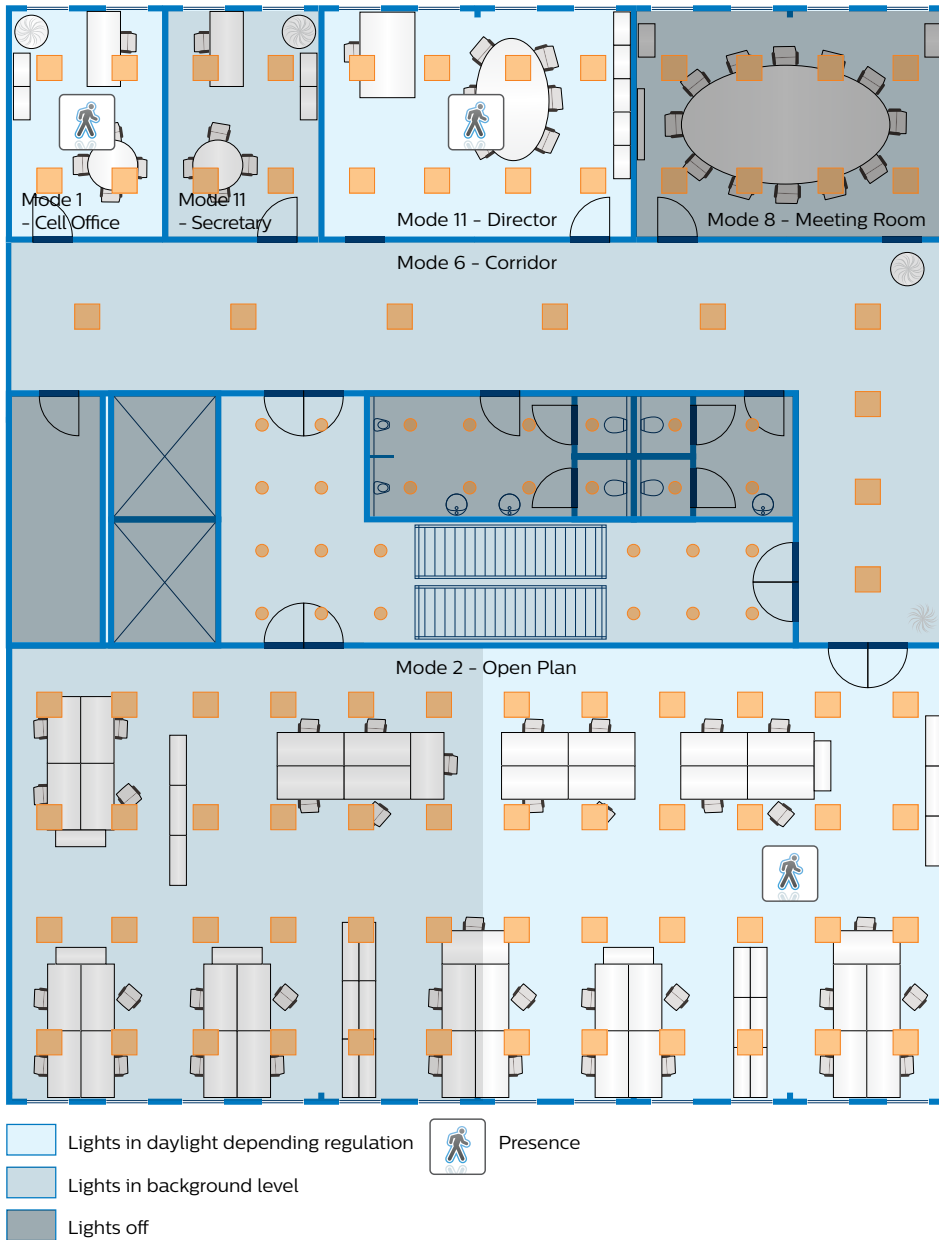 Mode 1
- Cell Office
Mode 11
- Secretary
Mode 11 - Director
Mode 8 - Meeting Room
Mode 6 - Corridor
Mode 2 - Open Plan
Lights in daylight depending regulation
Presence
Lights in background level
Lights off